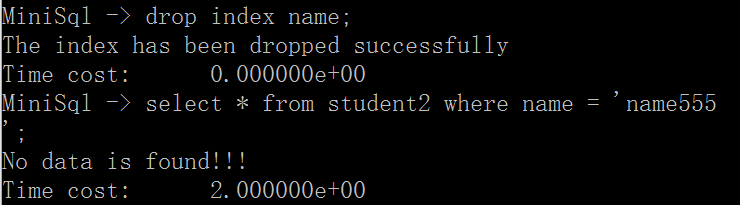 MiniSql -> drop index name;
The index has been dropped successfully
Time cost:     0.000000e+00
MiniSql -> select * from student2 where name = 'name555
';
No data is found!!!
Time cost:     2.000000e+00